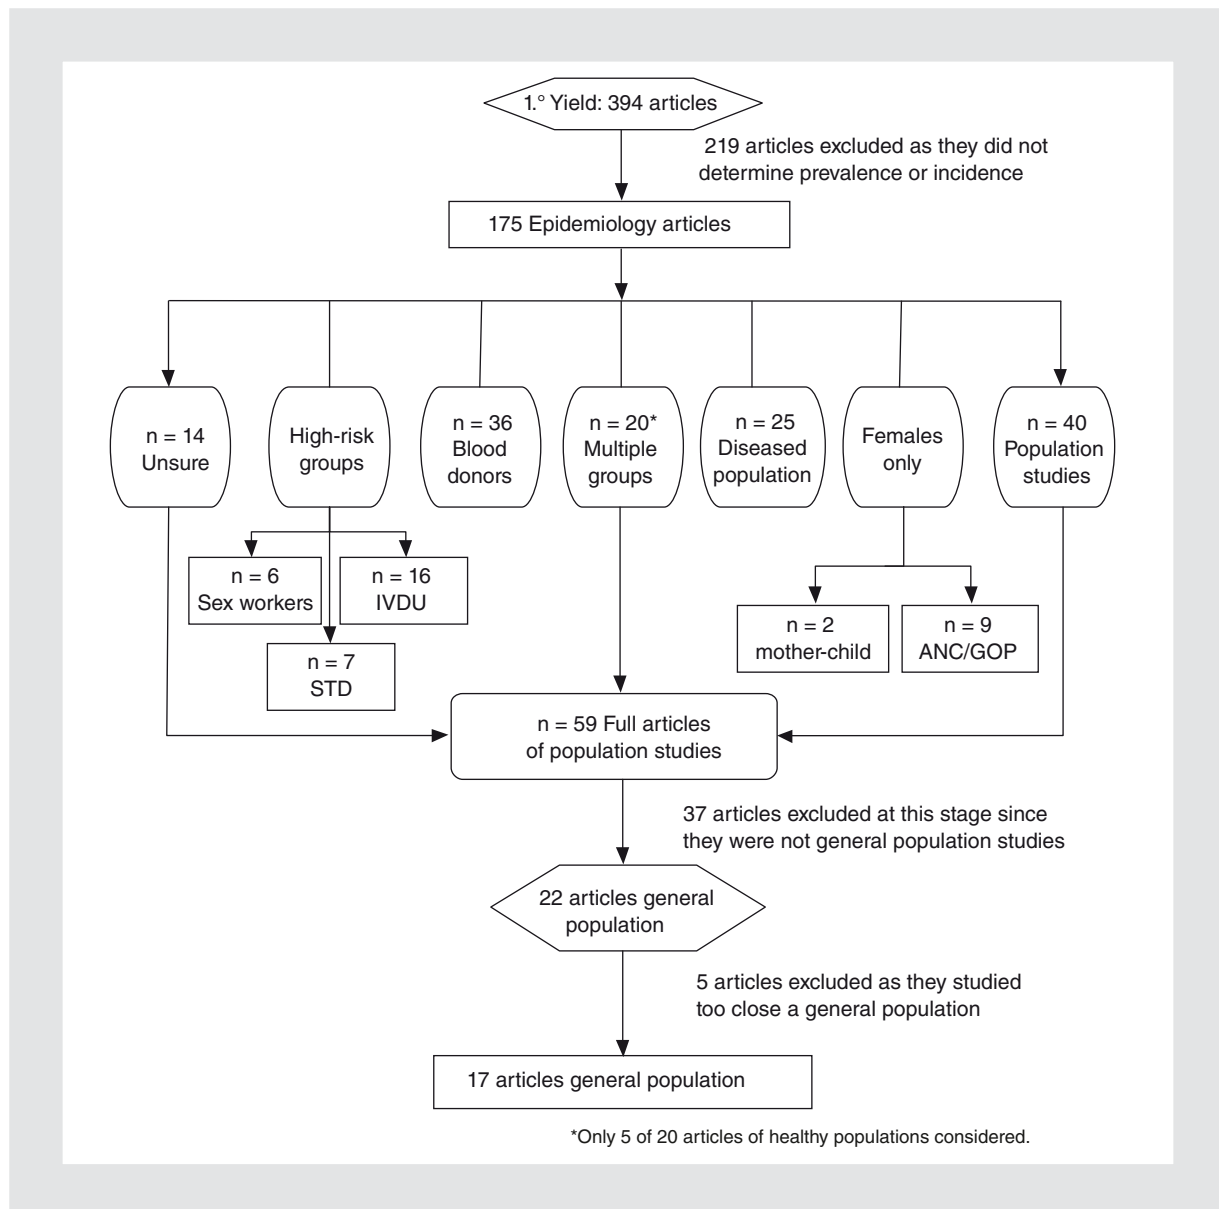 1.° Yield: 394 articles
219 articles excluded as they did not
determine prevalence or incidence
175 Epidemiology articles
n = 14
Unsure
High-risk
groups
n = 36
Blood
donors
n = 20*
Multiple
groups
n = 25
Diseased
population
Females
only
n = 40
Population
studies
n = 6
Sex workers
n = 16
IVDU
n = 7
STD
n = 2
mother-child
n = 9
ANC/GOP
n = 59 Full articles
of population studies
37 articles excluded at this stage since
they were not general population studies
22 articles general
population
5 articles excluded as they studied
too close a general population
17 articles general population
*Only 5 of 20 articles of healthy populations considered.